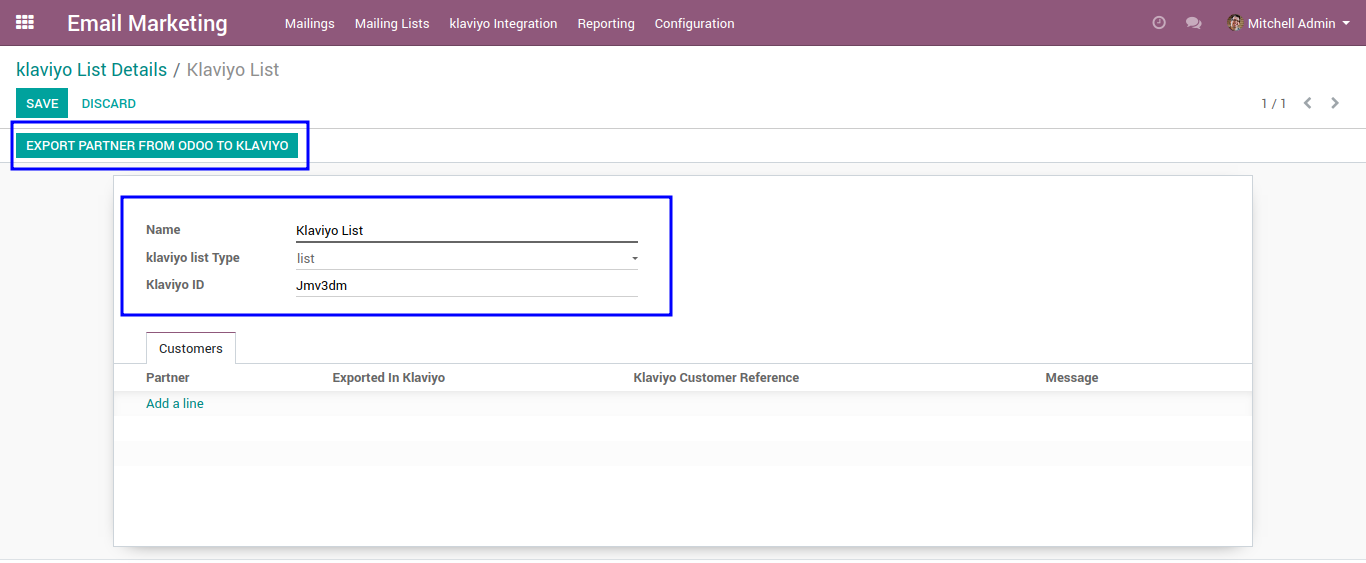 Email Marketing Mailings Mailing Lists klaviyo Integration Reporting Configuration Mitchell Admin
klaviyo List Details / Klaviyo List
SAVE DISCARD 1 / 1
EXPORT PARTNER FROM ODOO TO KLAVIYO
Name Klaviyo List
klaviyo list Type list
Klaviyo ID Jmv3dm
Customers
Partner Exported In Klaviyo Klaviyo Customer Reference Message
Add a line